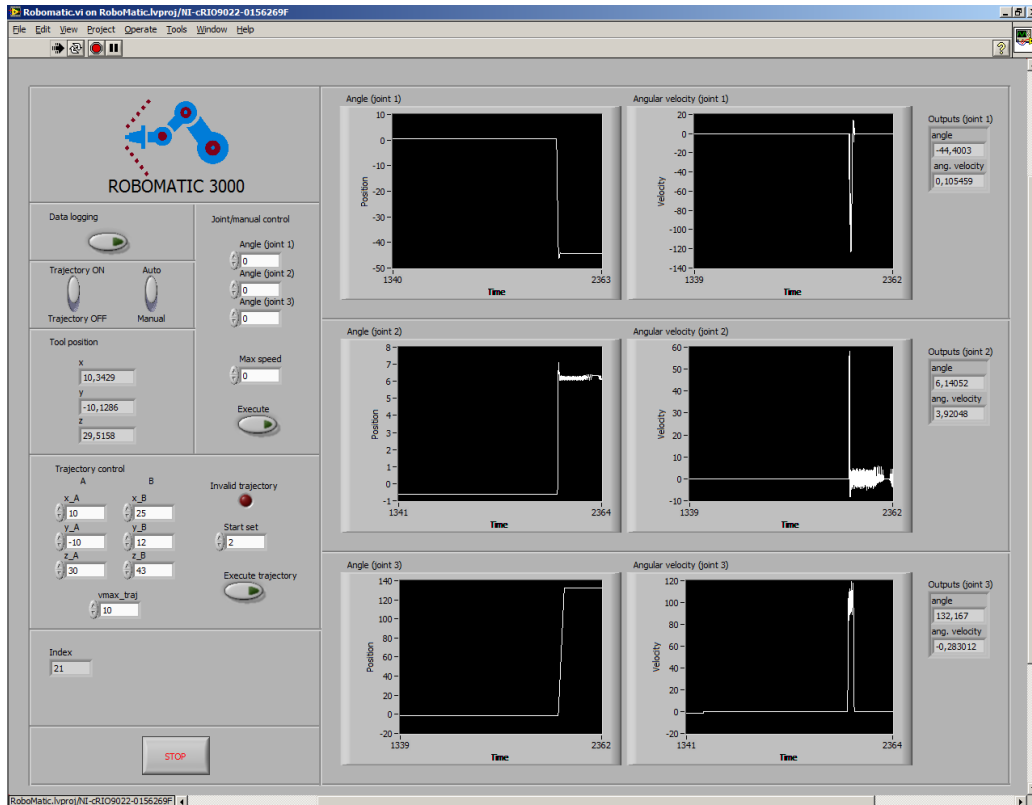 Robomatic.vi on RoboMatic.lvproj/NI-cRIO9022-0156269F
File Edit View Project Operate Tools Window Help
ROBOMATIC 3000
Data logging
Joint/manual control
Angle (joint 1)
0
Angle (joint 2)
0
Angle (joint 3)
0
Trajectory ON Auto
Trajectory OFF Manual
Tool position
x
10,3429
y
-10,1286
z
29,5158
Max speed
0
Execute
Trajectory control
A B
x_A x_B
10 25
y_A y_B
-10 12
z_A z_B
30 43
vmax_traj
10
Invalid trajectory
Start set
2
Execute trajectory
Index
21
STOP
Angle (joint 1)
Position
10
0
-10
-20
-30
-40
-50
1340 2363
Time
Angular velocity (joint 1)
Velocity
20
0
-20
-40
-60
-80
-100
-120
-140
1339 2362
Time
Outputs (joint 1)
angle
-44,4003
ang. velocity
0,105459
Angle (joint 2)
Position
8
7
6
5
4
3
2
1
0
-1
1341 2364
Time
Angular velocity (joint 2)
Velocity
60
50
40
30
20
10
0
-10
1339 2362
Time
Outputs (joint 2)
angle
6,14052
ang. velocity
3,92048
Angle (joint 3)
Position
140
120
100
80
60
40
20
0
-20
1339 2362
Time
Angular velocity (joint 3)
Velocity
120
100
80
60
40
20
0
-20
1341 2364
Time
Outputs (joint 3)
angle
132,167
ang. velocity
-0,283012
RoboMatic.lvproj/NI-cRIO9022-0156269F